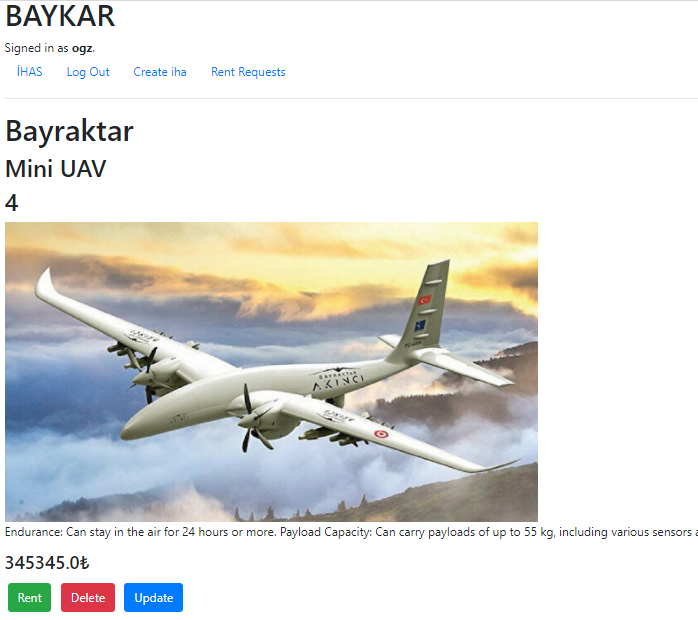 BAYKAR
Signed in as ogz.
İHAS Log Out Create iha Rent Requests
Bayraktar
Mini UAV
4
BAYRAKTAR
AKINCI
Endurance: Can stay in the air for 24 hours or more. Payload Capacity: Can carry payloads of up to 55 kg, including various sensors a
345345.0₺
Rent Delete Update